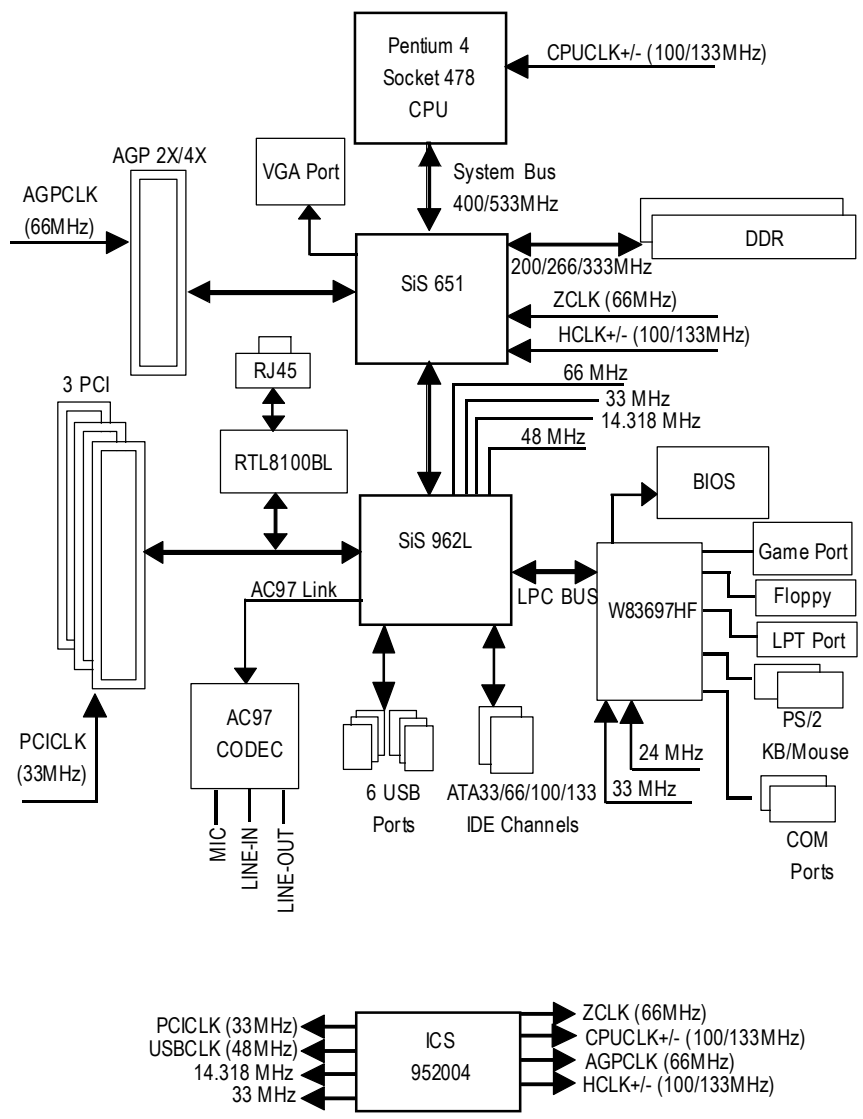 Pentium 4
Socket 478
CPU
CPUCLK+/- (100/133MHz)
AGP 2X/4X
VGA Port
System Bus
400/533MHz
AGPCLK
(66MHz)
DDR
SiS 651
200/266/333MHz
ZCLK (66MHz)
HCLK+/- (100/133MHz)
RJ45
66 MHz
3 PCI
33 MHz
14.318 MHz
48 MHz
RTL8100BL
BIOS
SiS 962L
Game Port
AC97 Link
LPC BUS
Floppy
W83697HF
LPT Port
AC97
CODEC
PS/2
KB/Mouse
PCICLK
(33MHz)
24 MHz
33 MHz
6 USB
Ports
ATA33/66/100/133
IDE Channels
MIC
LINE-IN
LINE-OUT
COM
Ports
PCICLK (33MHz)
USBCLK (48MHz)
14.318 MHz
33 MHz
ICS
952004
ZCLK (66MHz)
CPUCLK+/- (100/133MHz)
AGPCLK (66MHz)
HCLK+/- (100/133MHz)